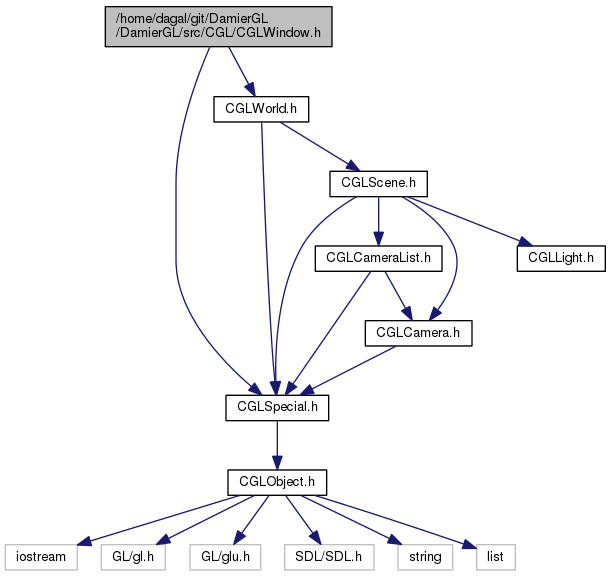 /home/dagal/git/DamierGL
/DamierGL/src/CGL/CGLWindow.h
CGLWorld.h
CGLScene.h
CGLCameraList.h
CGLLight.h
CGLCamera.h
CGLSpecial.h
CGLObject.h
iostream
GL/gl.h
GL/glu.h
SDL/SDL.h
string
list